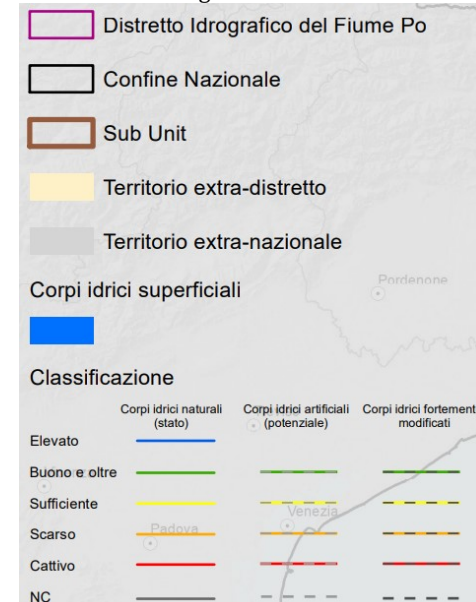 Distretto Idrografico del Fiume Po
Confine Nazionale
Sub Unit
Territorio extra-distretto
Territorio extra-nazionale
Pordenone
Corpi idrici superficiali
Classificazione
Corpi idrici naturali (stato)
Corpi idrici artificiali (potenziale)
Corpi idrici fortement modificati
Elevato
Buono e oltre
Sufficiente
Venezia
Scarso
Padova
Cattivo
NC